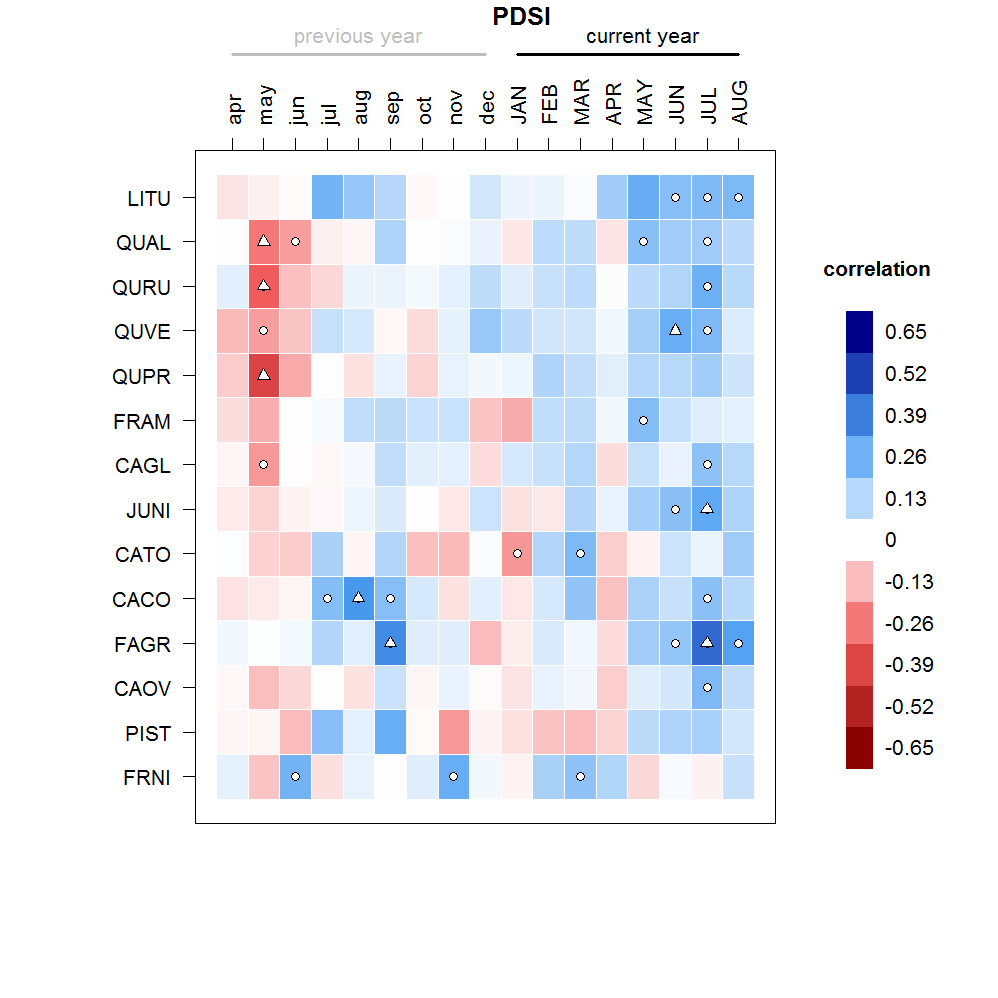 PDSI
previous year current year
apr may jun jul aug sep oct nov dec JAN FEB MAR APR MAY JUN JUL AUG
LITU
QUAL
QURU
QUVE
QUPR
FRAM
CAGL
JUNI
CATO
CACO
FAGR
CAOV
PIST
FRNI
correlation
0.65
0.52
0.39
0.26
0.13
0
-0.13
-0.26
-0.39
-0.52
-0.65